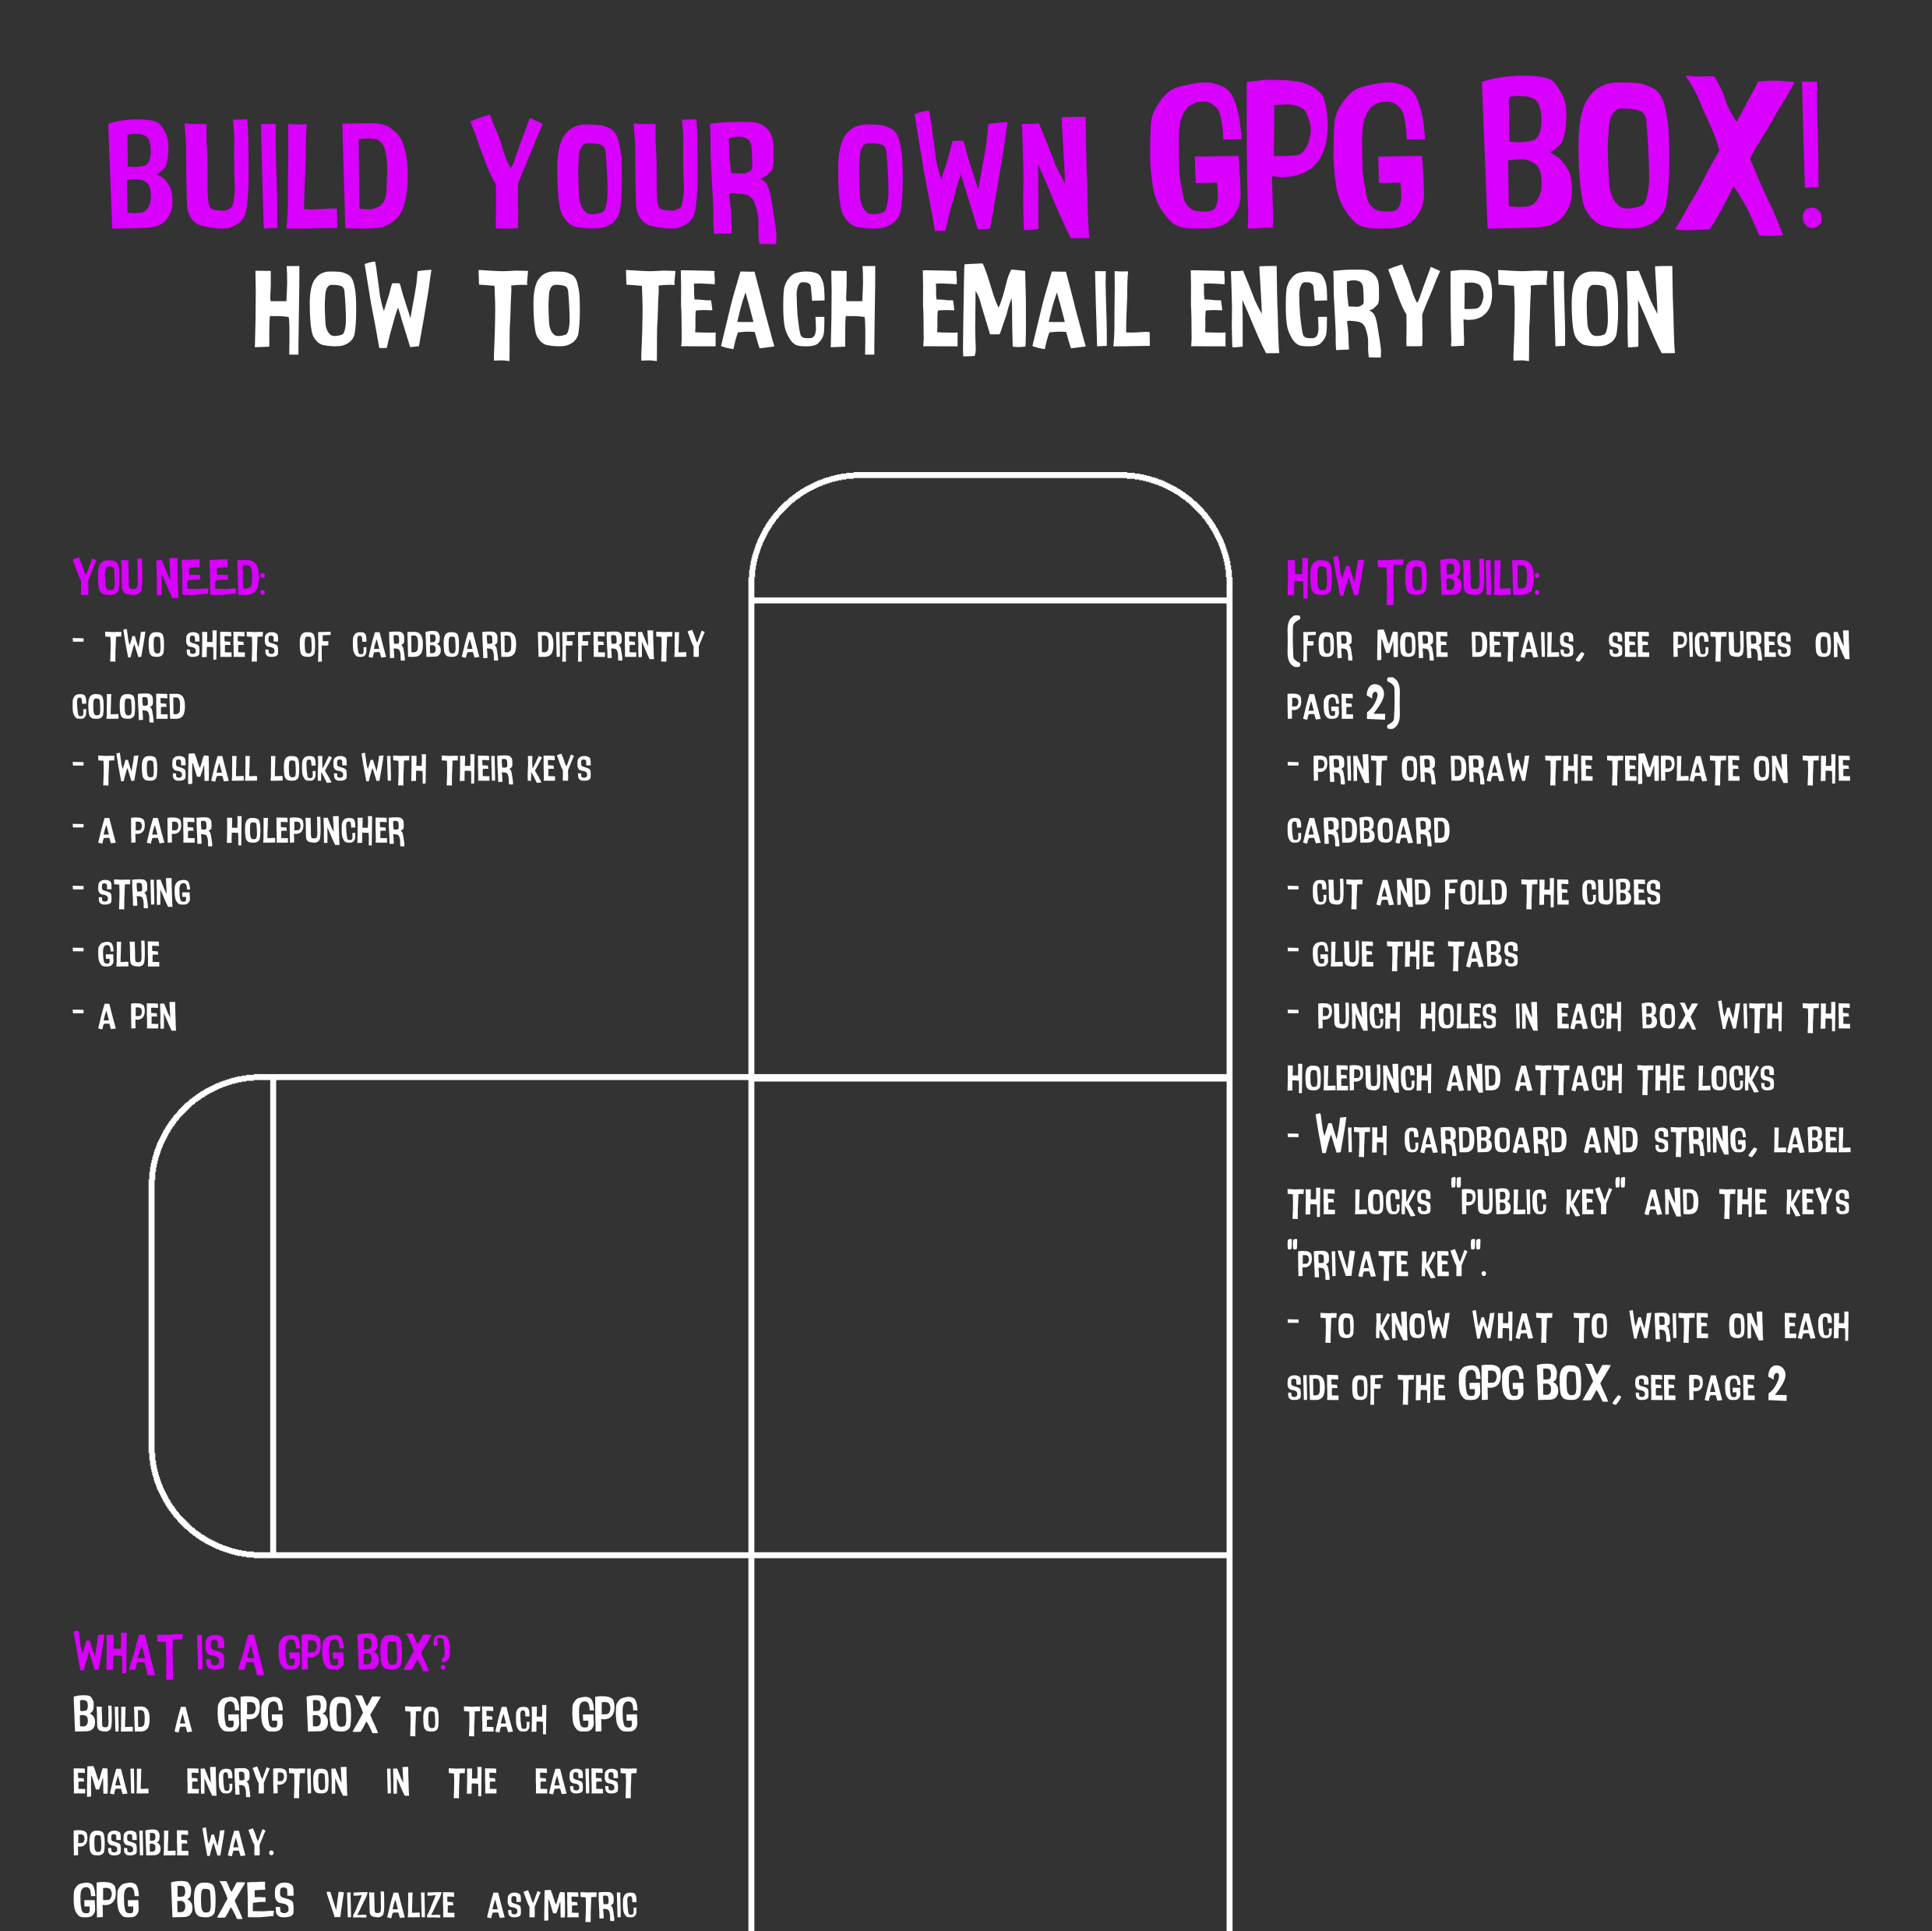 BUILD YOUR OWN GPG BOX!
HOW TO TEACH EMAIL ENCRYPTION
YOU NEED:
- TWO SHEETS OF CARDBOARD DIFFERENTLY
COLORED
- TWO SMALL LOCKS WITH THEIR KEYS
- A PAPER HOLEPUNCHER
- STRING
- GLUE
- A PEN
HOW TO BUILD:
(FOR MORE DETAILS, SEE PICTURES ON
PAGE 2)
- PRINT OR DRAW THE TEMPLATE ON THE
CARDBOARD
- CUT AND FOLD THE CUBES
- GLUE THE TABS
- PUNCH HOLES IN EACH BOX WITH THE
HOLEPUNCH AND ATTACH THE LOCKS
- WITH CARDBOARD AND STRING, LABEL
THE LOCKS "PUBLIC KEY" AND THE KEYS
"PRIVATE KEY".
- TO KNOW WHAT TO WRITE ON EACH
SIDE OF THE GPG BOX, SEE PAGE 2
WHAT IS A GPG BOX?
BUILD A GPG BOX TO TEACH GPG
EMAIL ENCRYPTION IN THE EASIEST
POSSIBLE WAY.
GPG BOXES VIZUALIZE ASYMETRIC